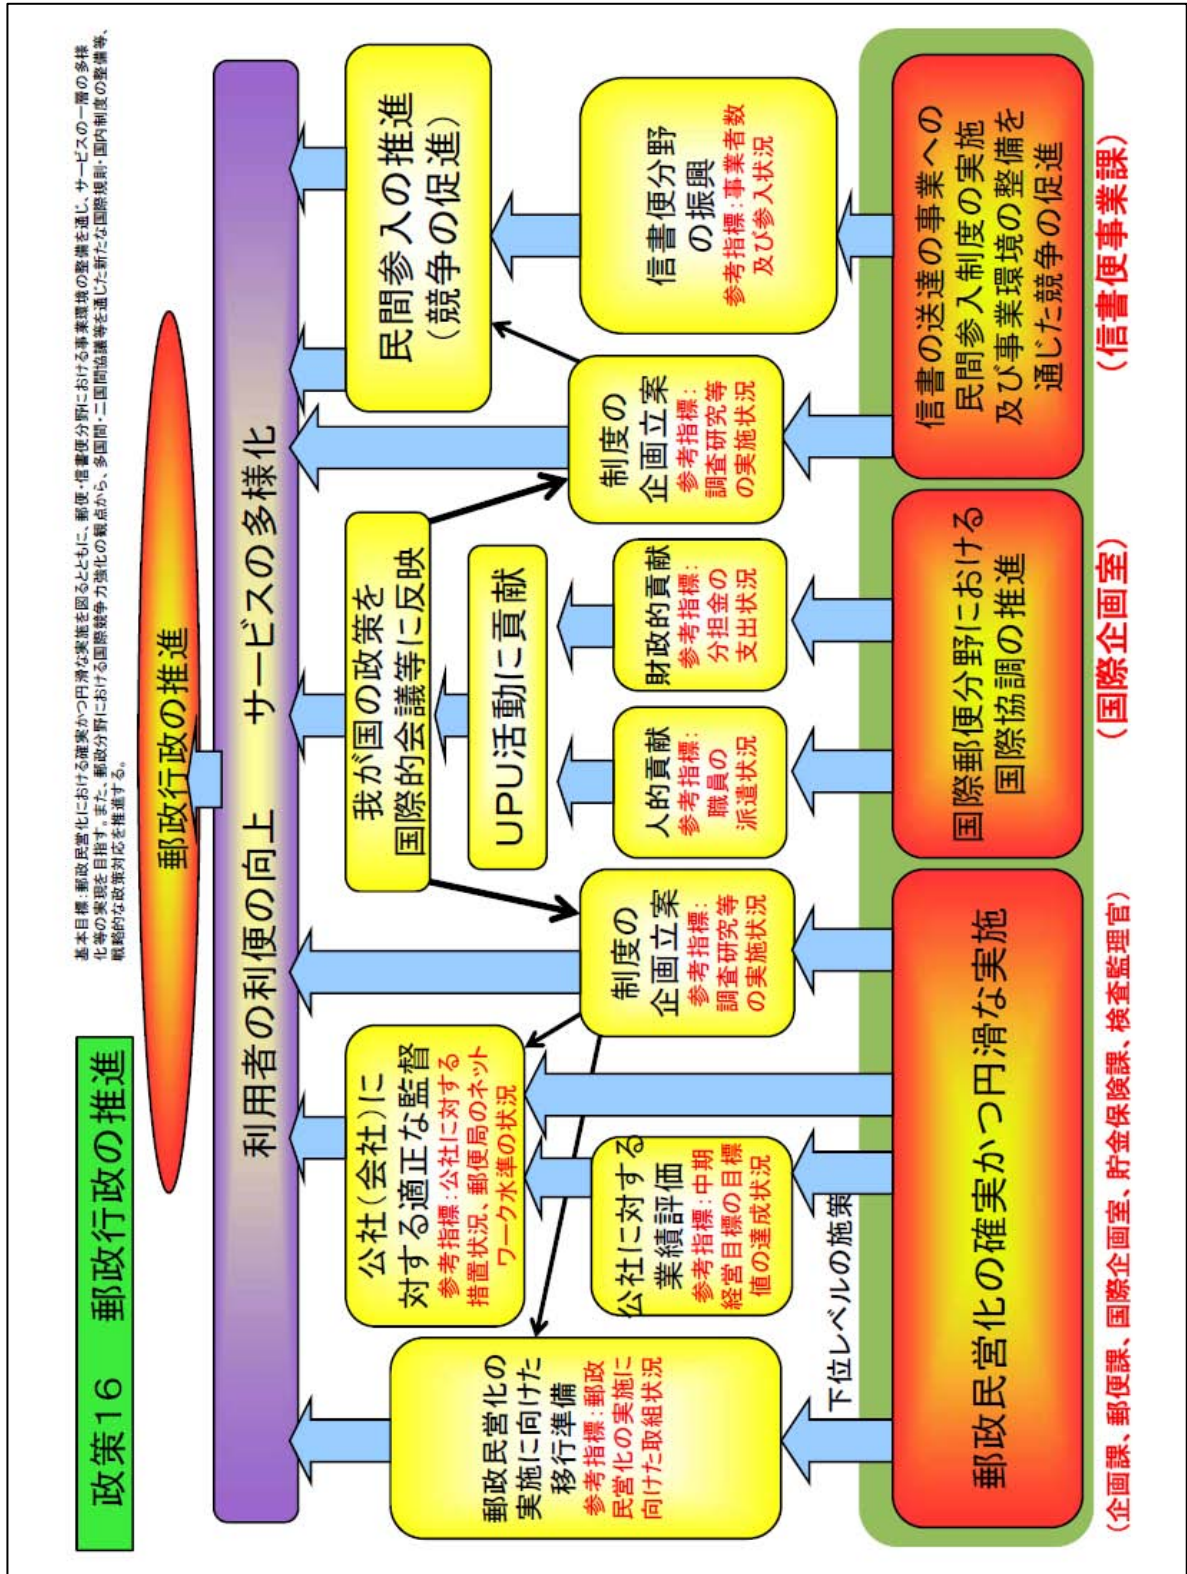 政策16　郵政行政の推進
基本目標：郵政民営化における確実かつ円滑な実施を図るとともに、郵便・信書便分野における事業環境の整備を通じ、サービスの一層の多様
化等の実現を目指す。また、郵政分野における国際競争力強化の観点から、多国間・二国間協議等を通じた新たな国際規則・国内制度の整備等、
戦略的な政策対応を推進する。
郵政行政の推進
利用者の利便の向上　サービスの多様化
郵政民営化の
実施に向けた
移行準備
参考指標：郵政
民営化の実施に
向けた取組状況
公社（会社）に
対する適正な監督
参考指標：公社に対する
措置状況、郵便局のネット
ワーク水準の状況
公社に対する
業績評価
参考指標：中期
経営目標の目標
値の達成状況
制度の
企画立案
参考指標：
調査研究等
の実施状況
我が国の政策を
国際的会議等に反映
UPU活動に貢献
人的貢献
参考指標：
職員の
派遣状況
財政的貢献
参考指標：
分担金の
支出状況
制度の
企画立案
参考指標：
調査研究等
の実施状況
民間参入の推進
（競争の促進）
信書便分野
の振興
参考指標：事業者数
及び参入状況
下位レベルの施策
郵政民営化の確実かつ円滑な実施
国際郵便分野における
国際協調の推進
信書の送達の事業への
民間参入制度の実施
及び事業環境の整備を
通じた競争の促進
（企画課、郵便課、国際企画室、貯金保険課、検査監理官）
（国際企画室）
（信書便事業課）